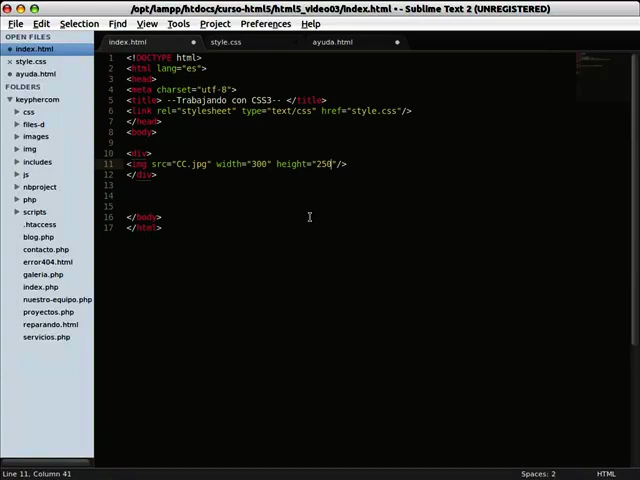 /opt/lampp/htdocs/curso-html5/html5_video03/index.html • - Sublime Text 2 (UNREGISTERED)
File Edit Selection Find View Goto Tools Project Preferences Help
OPEN FILES
index.html
style.css
ayuda.html
FOLDERS
keyphercom
css
files-d
images
img
includes
js
nbproject
php
scripts
.htaccess
blog.php
contacto.php
error404.html
galeria.php
index.php
nuestro-equipo.php
proyectos.php
reparando.html
servicios.php
index.html style.css ayuda.html
1 <!DOCTYPE html>
2 <html lang="es">
3 <head>
4 <meta charset="utf-8">
5 <title> --Trabajando con CSS3-- </title>
6 <link rel="stylesheet" type="text/css" href="style.css"/>
7 </head>
8 <body>
9
10 <div>
11 <img src="CC.jpg" width="300" height="250"/>
12 </div>
13
14
15
16 </body>
17 </html>
Line 11, Column 41 Spaces: 2 HTML